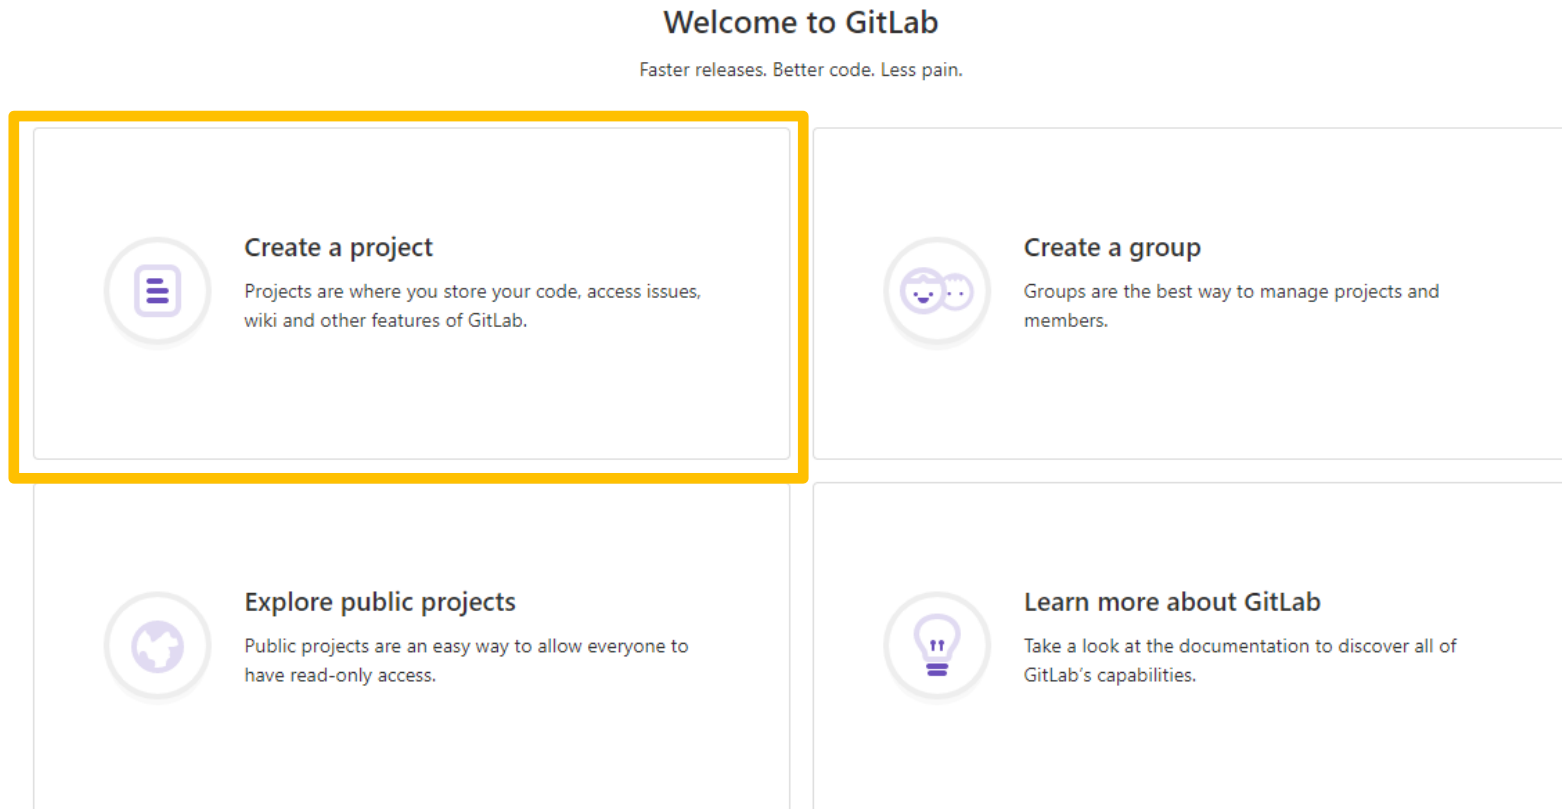 Welcome to GitLab
Faster releases. Better code. Less pain.
Create a project
Projects are where you store your code, access issues,
wiki and other features of GitLab.
Create a group
Groups are the best way to manage projects and
members.
Explore public projects
Public projects are an easy way to allow everyone to
have read-only access.
Learn more about GitLab
Take a look at the documentation to discover all of
GitLab’s capabilities.